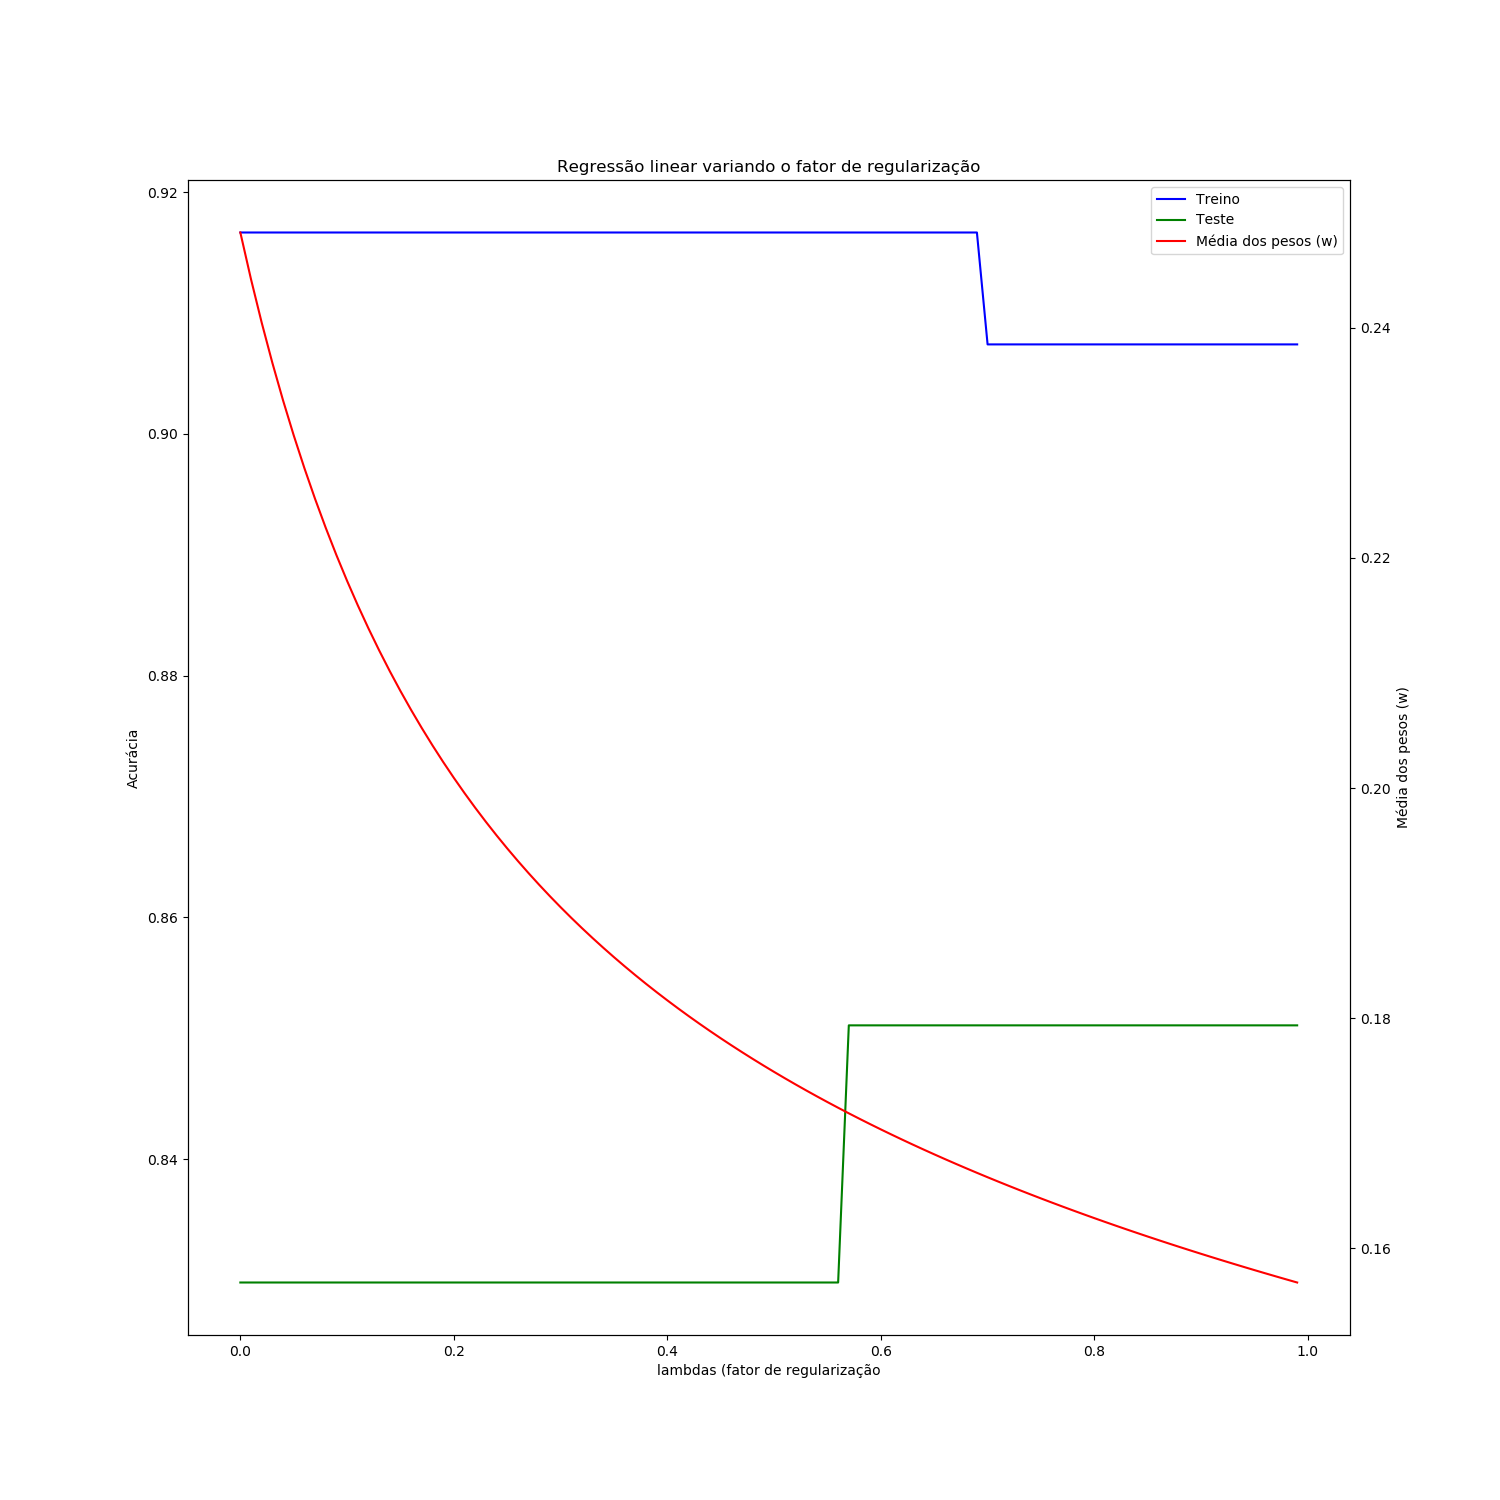 Regressão linear variando o fator de regularização
Treino
Teste
Média dos pesos (w)
0.92
0.90
0.88
0.86
0.84
Acurácia
0.24
0.22
0.20
0.18
0.16
Média dos pesos (w)
0.0 0.2 0.4 0.6 0.8 1.0
lambdas (fator de regularização